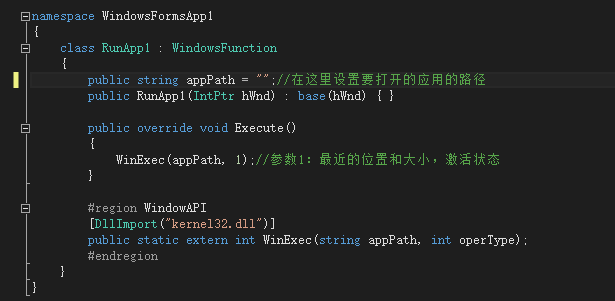 namespace WindowsFormsApp1
{
class RunApp1 : WindowsFunction
{
public string appPath = "";//在这里设置要打开的应用的路径
public RunApp1(IntPtr hWnd) : base(hWnd) { }
public override void Execute()
{
WinExec(appPath, 1);//参数1：最近的位置和大小，激活状态
}
#region WindowAPI
[DllImport("kernel32.dll")]
public static extern int WinExec(string appPath, int operType);
#endregion
}
}